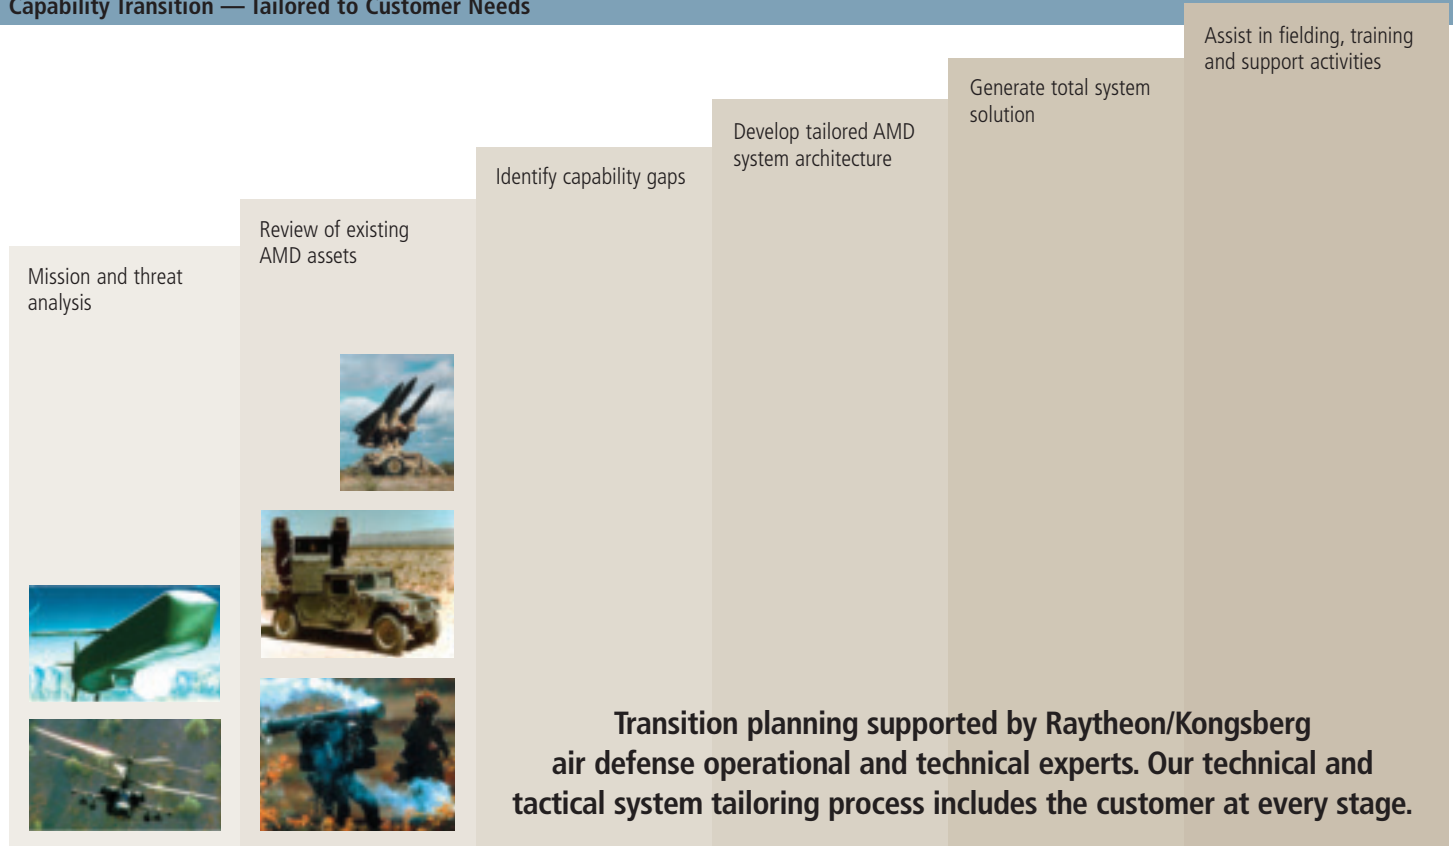 Capability Transition — Tailored to Customer Needs
Mission and threat
analysis
Review of existing
AMD assets
Identify capability gaps
Develop tailored AMD
system architecture
Generate total system
solution
Assist in fielding, training
and support activities
Transition planning supported by Raytheon/Kongsberg
air defense operational and technical experts. Our technical and
tactical system tailoring process includes the customer at every stage.